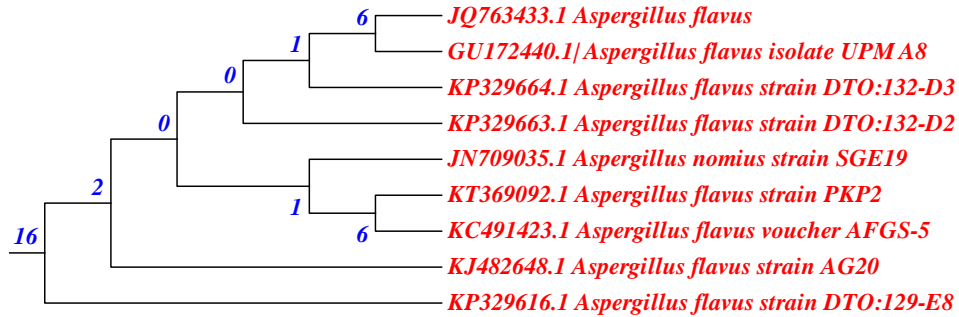 6
JQ763433.1 Aspergillus flavus
1
GU172440.1| Aspergillus flavus isolate UPM A8
0
KP329664.1 Aspergillus flavus strain DTO:132-D3
0
KP329663.1 Aspergillus flavus strain DTO:132-D2
JN709035.1 Aspergillus nomius strain SGE19
2
KT369092.1 Aspergillus flavus strain PKP2
1
16
6
KC491423.1 Aspergillus flavus voucher AFGS-5
KJ482648.1 Aspergillus flavus strain AG20
KP329616.1 Aspergillus flavus strain DTO:129-E8